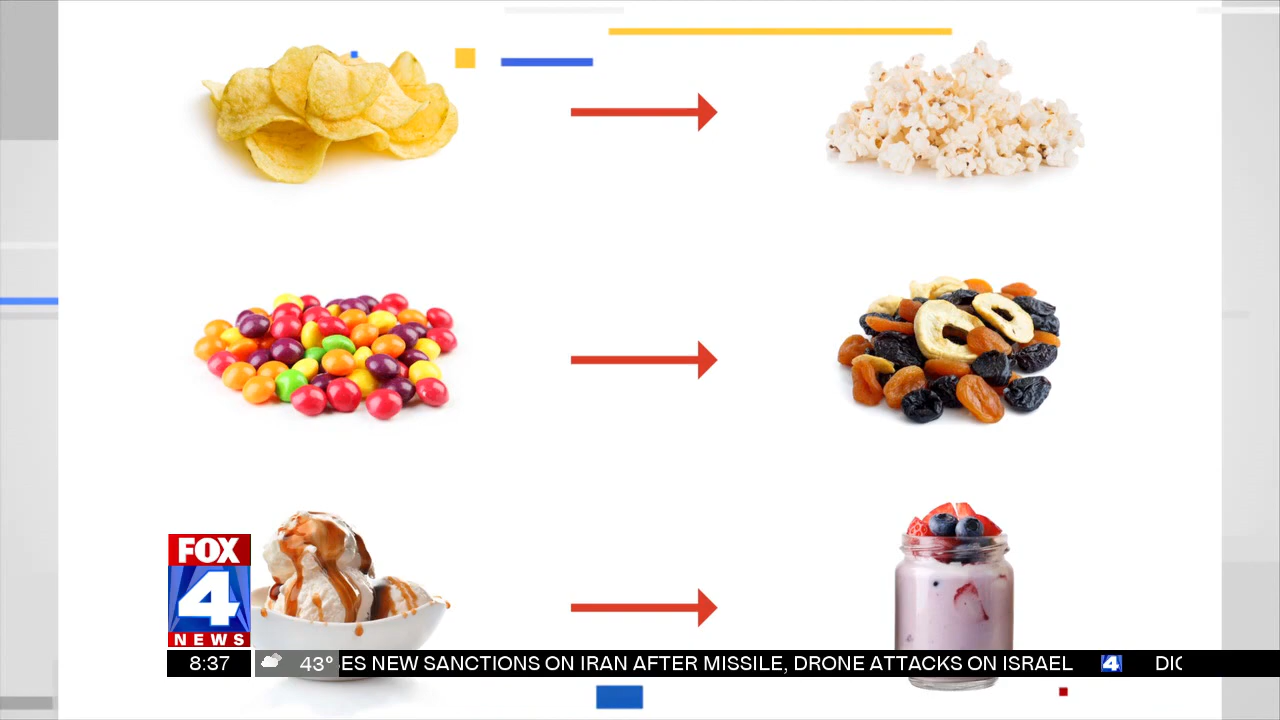 FOX
4
NEWS
8:37
43°
ES NEW SANCTIONS ON IRAN AFTER MISSILE, DRONE ATTACKS ON ISRAEL
4